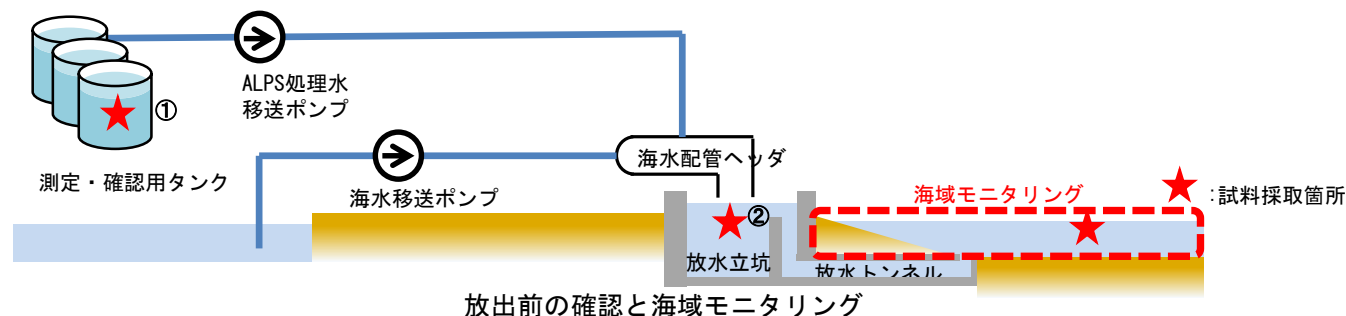 ALPS処理水
移送ポンプ
①
測定・確認用タンク
海水移送ポンプ
海水配管ヘッダ
海域モニタリング
:試料採取箇所
②
放水立坑
放水トンネル
放出前の確認と海域モニタリング